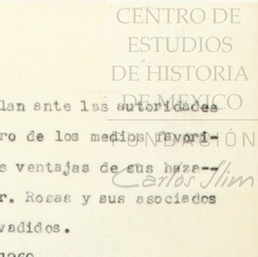 CENTRO DE
ESTUDIOS
DE HISTORIA
DE MEXICO
FUNDACIÓN
Carlos Slim
lan ante las autoridades
ro de los medios favori-
s ventajas de sus haza--
r. Rosas y sus asociados
vadidos.